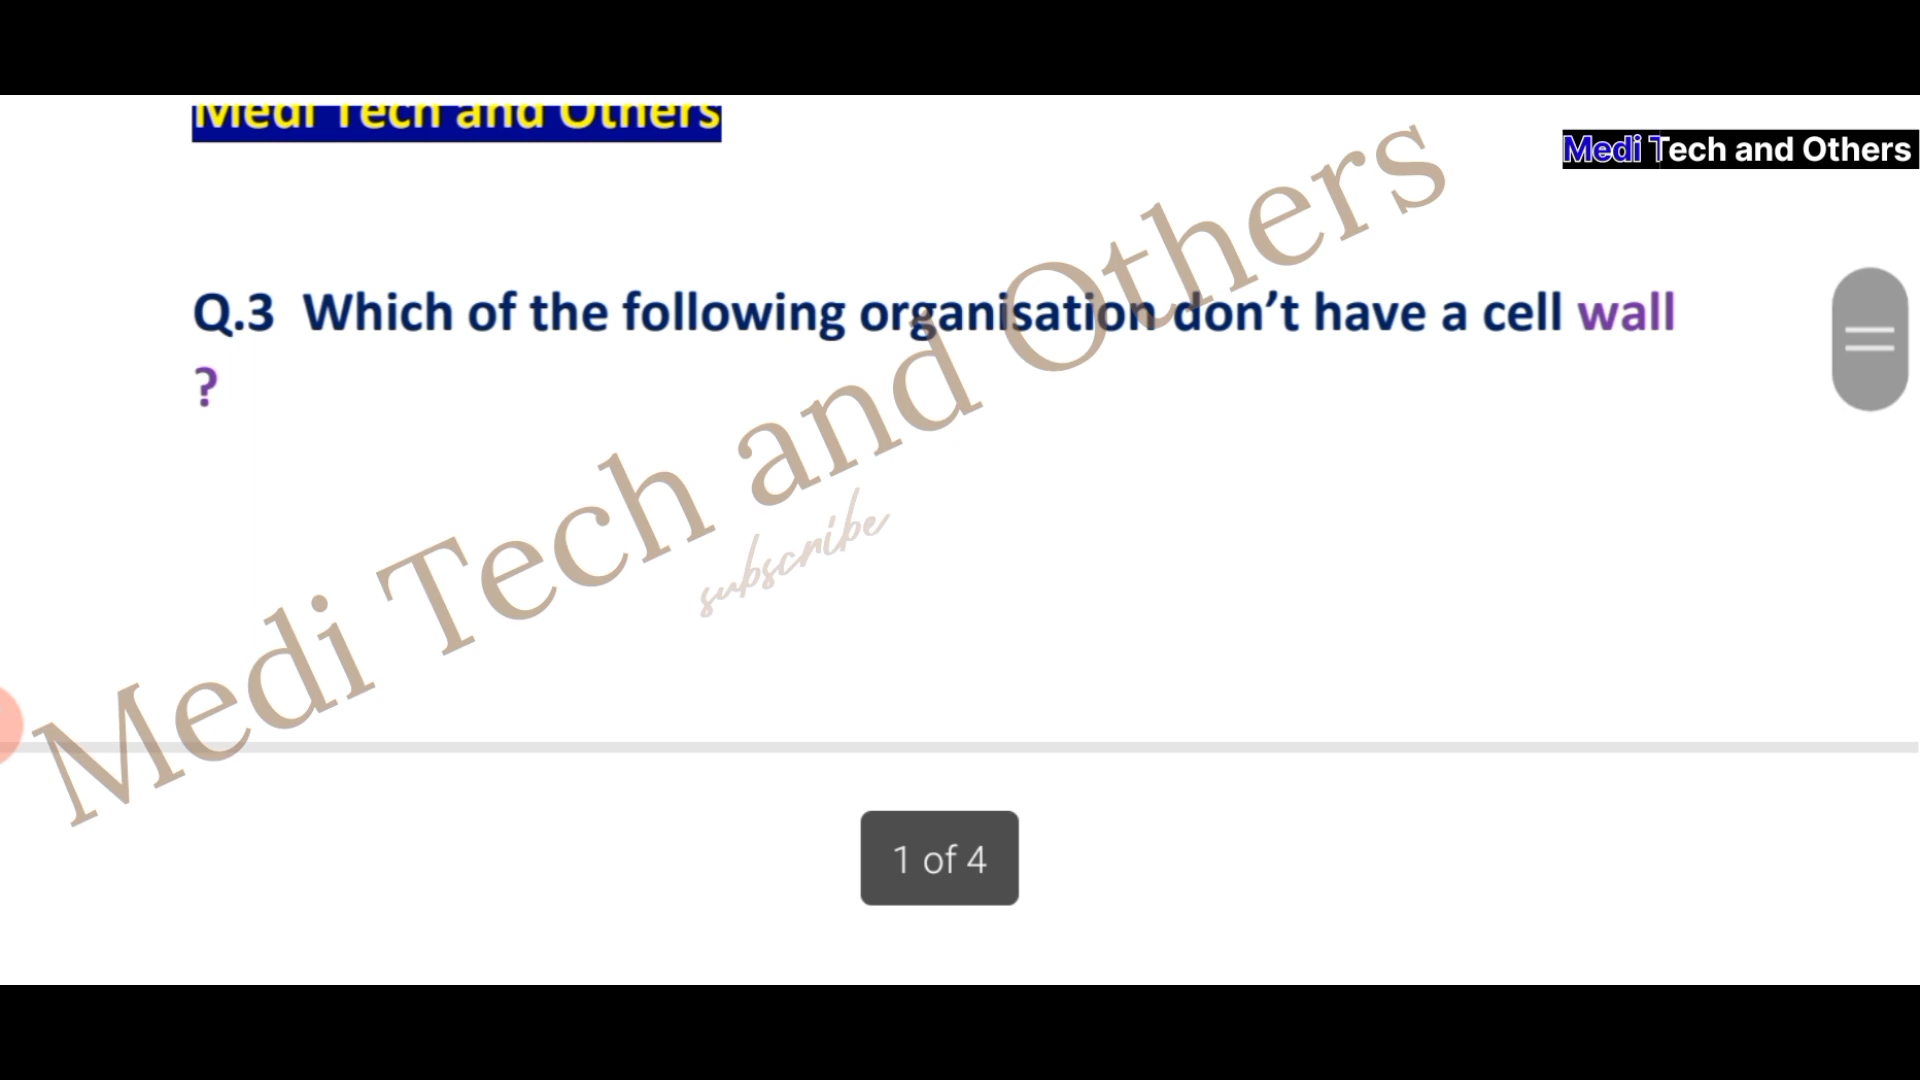 Medi Tech and Others
Medi Tech and Others
Q.3 Which of the following organisation don’t have a cell wall
?
Medi Tech and Others
subscribe
1 of 4